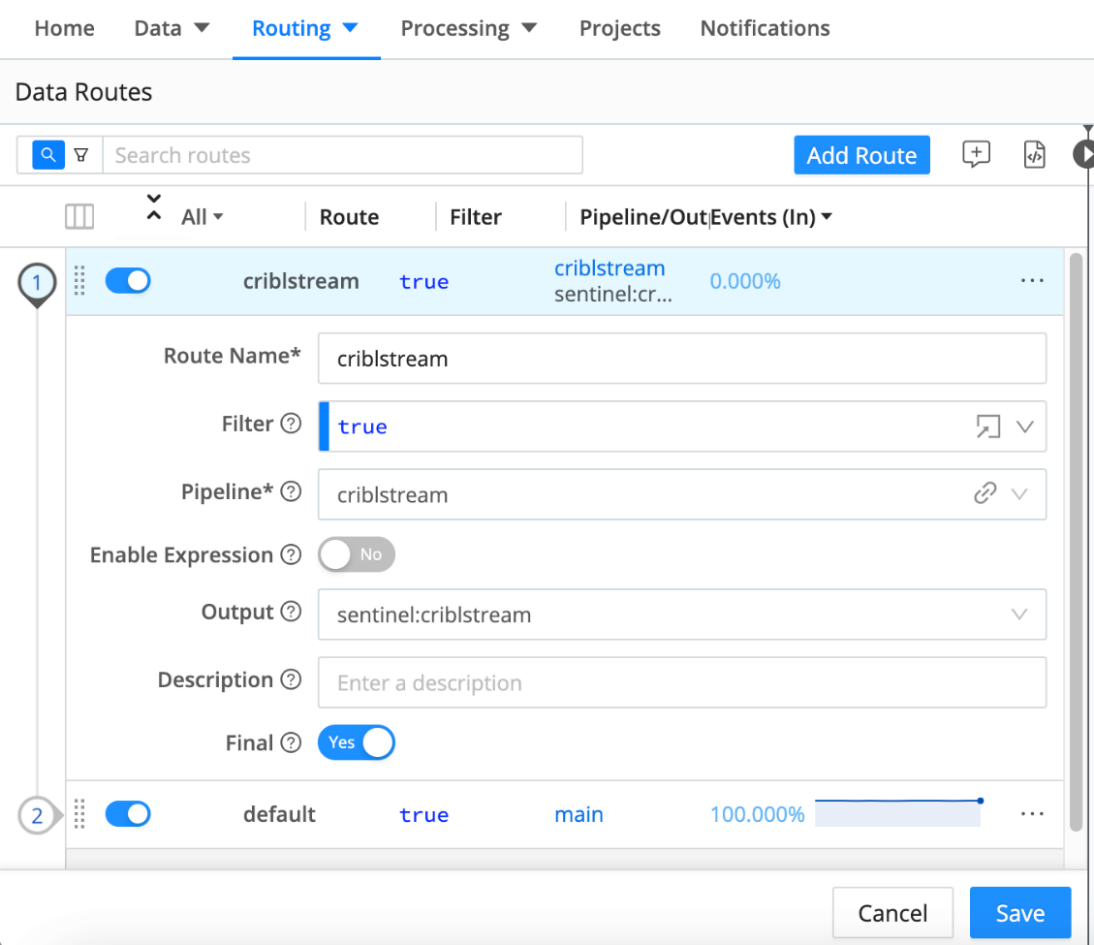 Home Data Routing Processing Projects Notifications
Data Routes
Search routes Add Route
All Route Filter Pipeline/Out Events (In)
1 criblstream true criblstream sentinel:cr... 0.000% ...
Route Name* criblstream
Filter ? true
Pipeline* ? criblstream
Enable Expression ? No
Output ? sentinel:criblstream
Description ? Enter a description
Final ? Yes
2 default true main 100.000% ...
Cancel Save